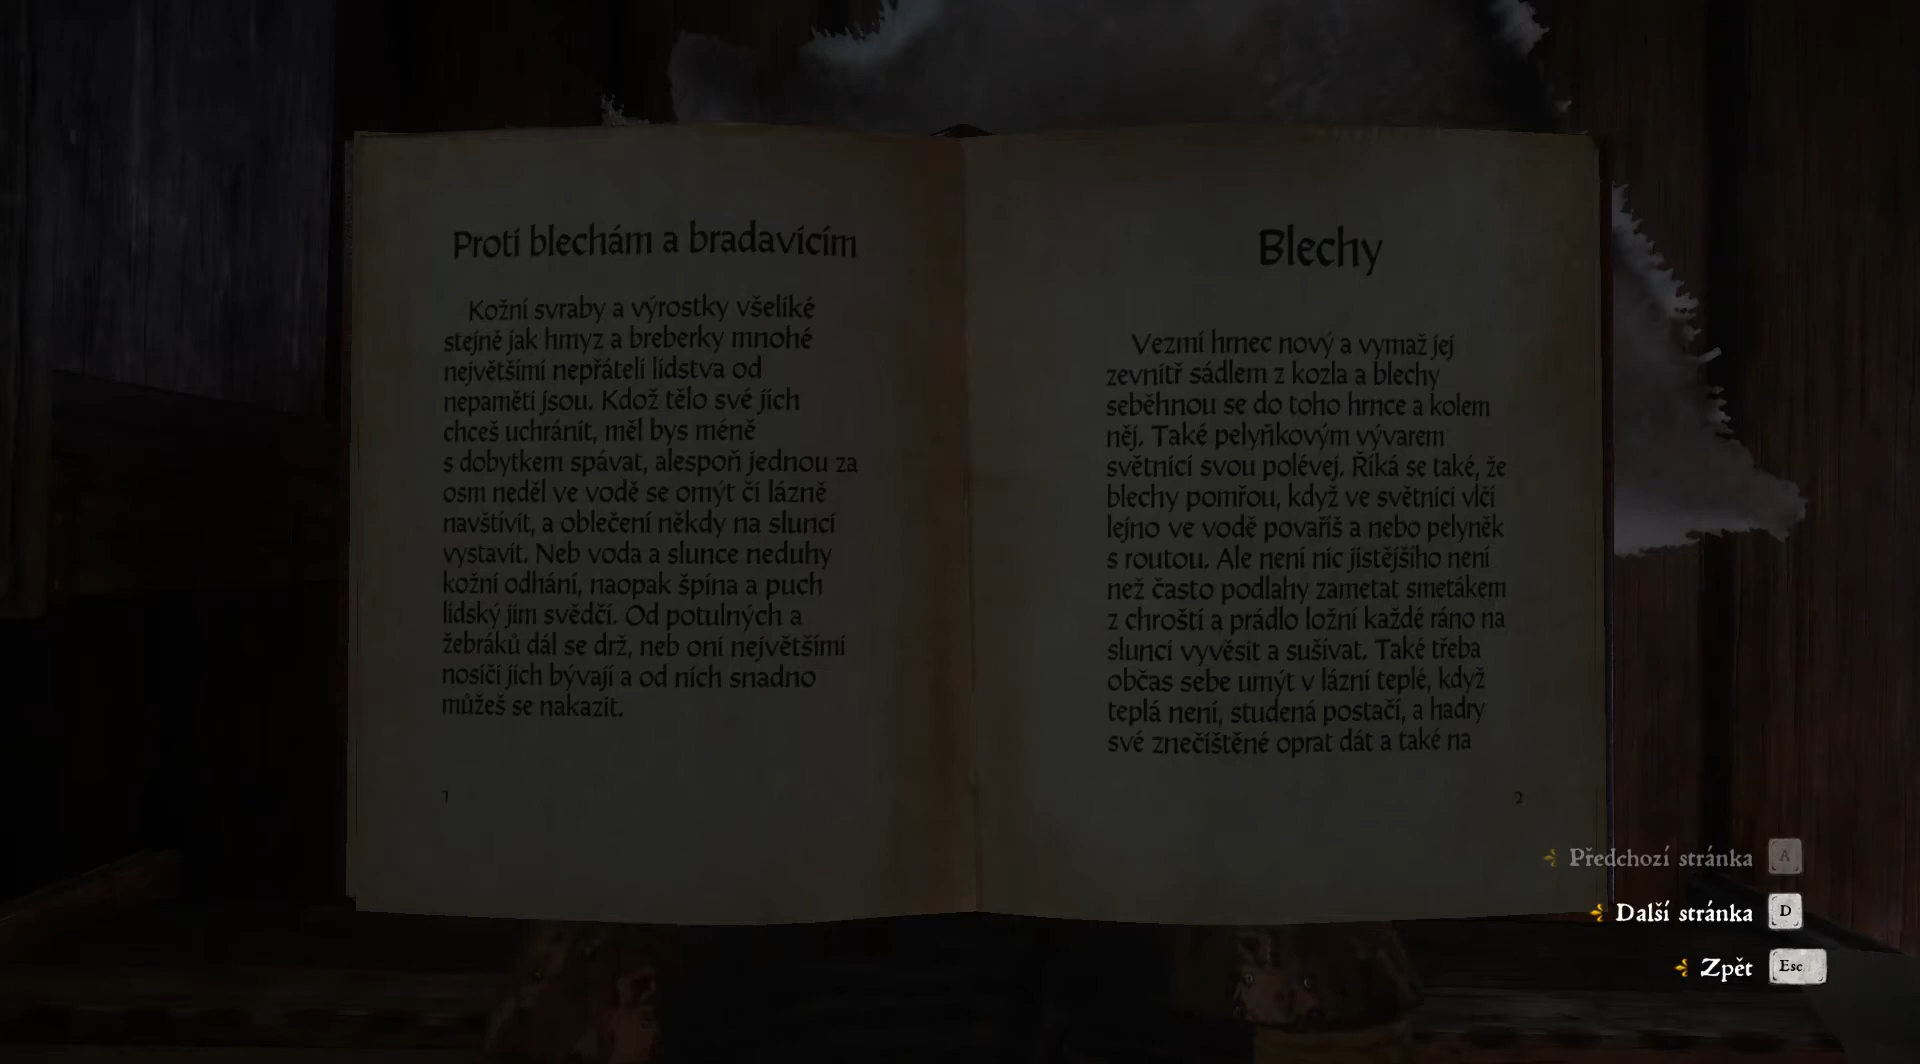 Proti blechám a bradavicím
Kožní svraby a výrostky všeliké
stejně jak hmyz a breberky mnohé
největšími nepřáteli lidstva od
nepaměti jsou. Kdož tělo své jich
chceš uchránit, měl bys méně
s dobytkem spávat, alespoň jednou za
osm neděl ve vodě se omýt či lázně
navštívit, a oblečení někdy na slunci
vystavit. Neb voda a slunce neduhy
kožní odhání, naopak špína a puch
lidský jim svědčí. Od potulných a
žebráků dál se drž, neb oni největšími
nosiči jich bývají a od nich snadno
můžeš se nakazit.
1
Blechy
Vezmi hrnec nový a vymaž jej
zevnitř sádlem z kozla a blechy
seběhnou se do toho hrnce a kolem
něj. Také pelyňkovým vývarem
světnici svou polévej. Říká se také, že
blechy pomřou, když ve světnici vlčí
lejno ve vodě povaříš a nebo pelyněk
s routou. Ale není nic jistějšího není
než často podlahy zametat smetákem
z chroští a prádlo ložní každé ráno na
slunci vyvěsit a sušívat. Také třeba
občas sebe umýt v lázni teplé, když
teplá není, studená postačí, a hadry
své znečištěné oprat dát a také na
2
Předchozí stránka A
Další stránka D
Zpět Esc